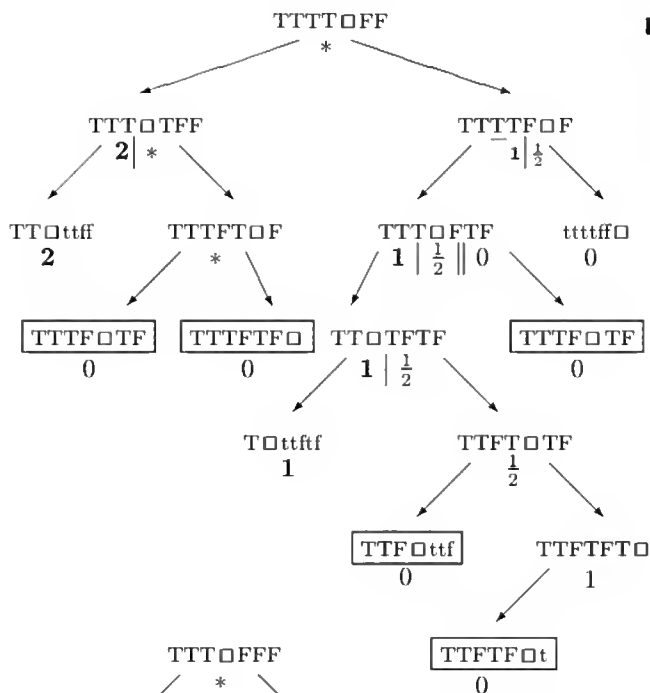 TTTT□FF
*
TTT□TFF TTTTF□F
2| * 1|½
TT□ttff TTTFT□F TTT□FTF ttttff□
2 * 1 | ½ || 0 0
TTTF□TF TTTFTF□ TT□TFTF TTTF□TF
0 0 1 | ½ 0
T□ttftf TTFT□TF
1 ½
TTF□ttf TTFTFT□
0 1
TTT□FFF TTFTF□t
* 0